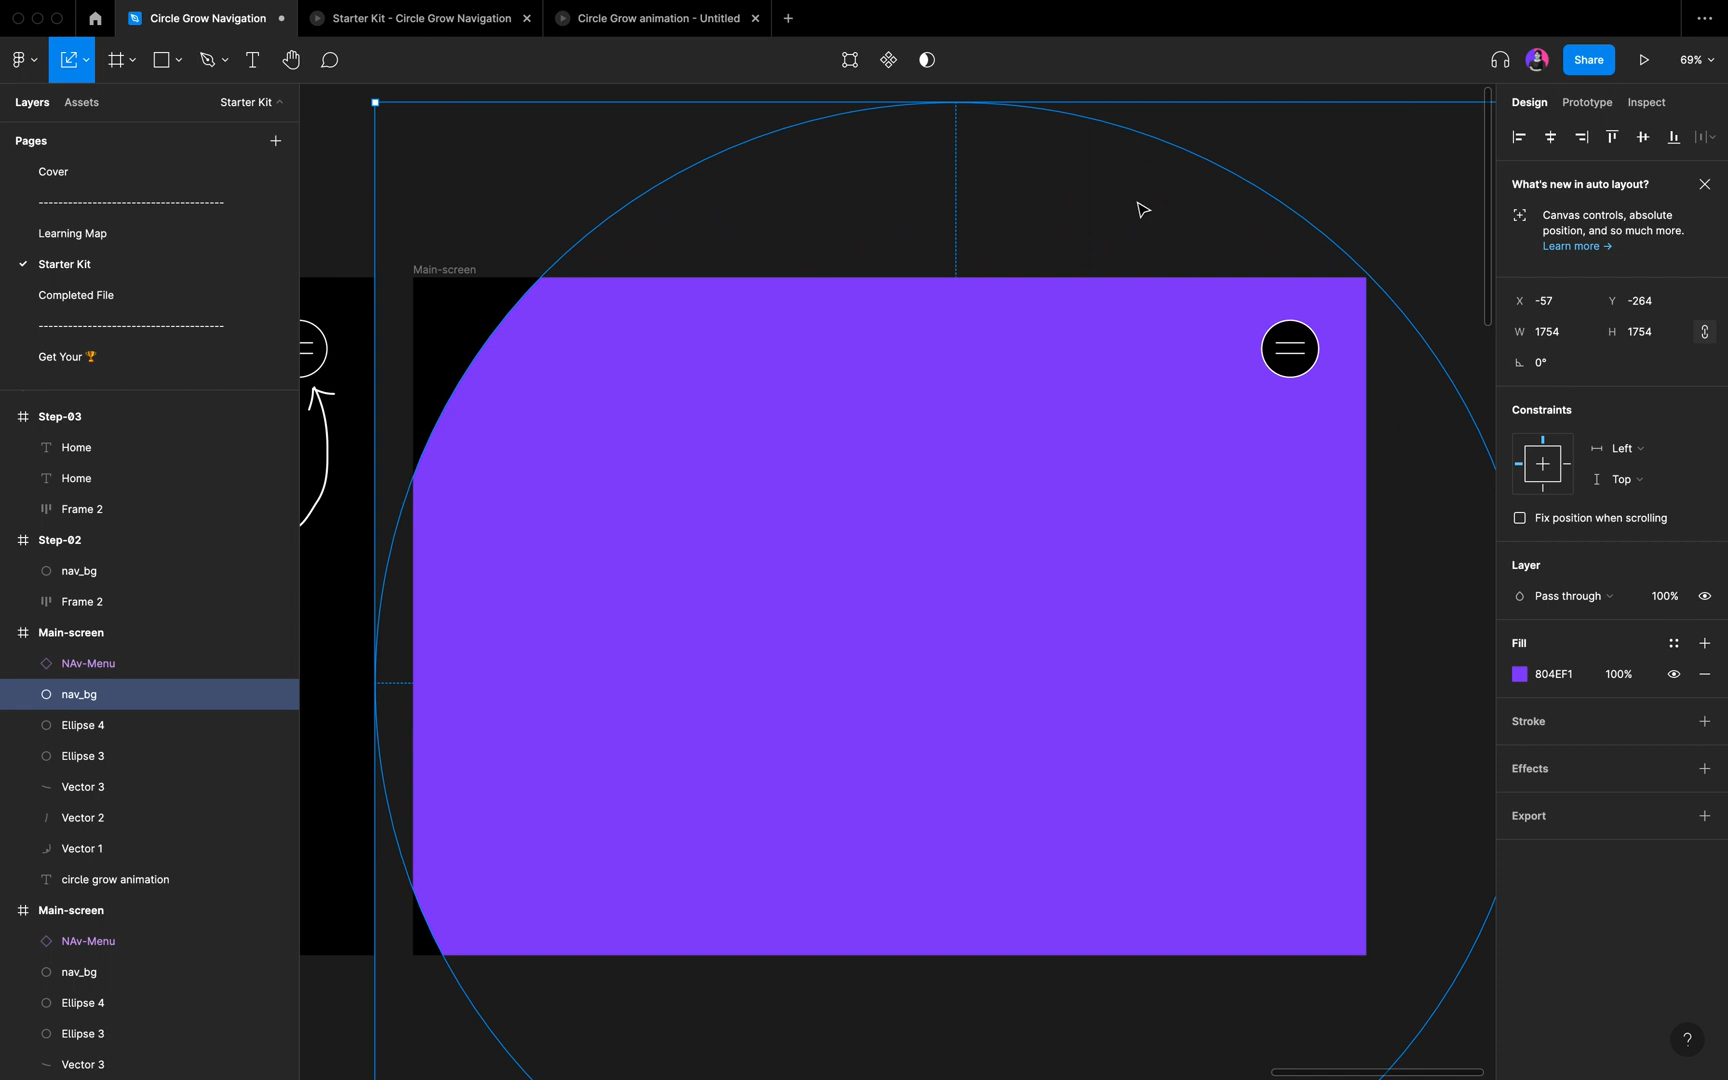 Circle Grow Navigation
Starter Kit - Circle Grow Navigation
Circle Grow animation - Untitled
Share
69%
Layers
Assets
Starter Kit
Pages
Cover
--------------------------------------
Learning Map
Starter Kit
Completed File
--------------------------------------
Get Your 🏆
Step-03
Home
Home
Frame 2
Step-02
nav_bg
Frame 2
Main-screen
NAv-Menu
nav_bg
Ellipse 4
Ellipse 3
Vector 3
Vector 2
Vector 1
circle grow animation
Main-screen
NAv-Menu
nav_bg
Ellipse 4
Ellipse 3
Vector 3
Main-screen
Design
Prototype
Inspect
What's new in auto layout?
Canvas controls, absolute
position, and so much more.
Learn more →
X -57
Y -264
W 1754
H 1754
0°
Constraints
Left
Top
Fix position when scrolling
Layer
Pass through
100%
Fill
804EF1
100%
Stroke
Effects
Export
?